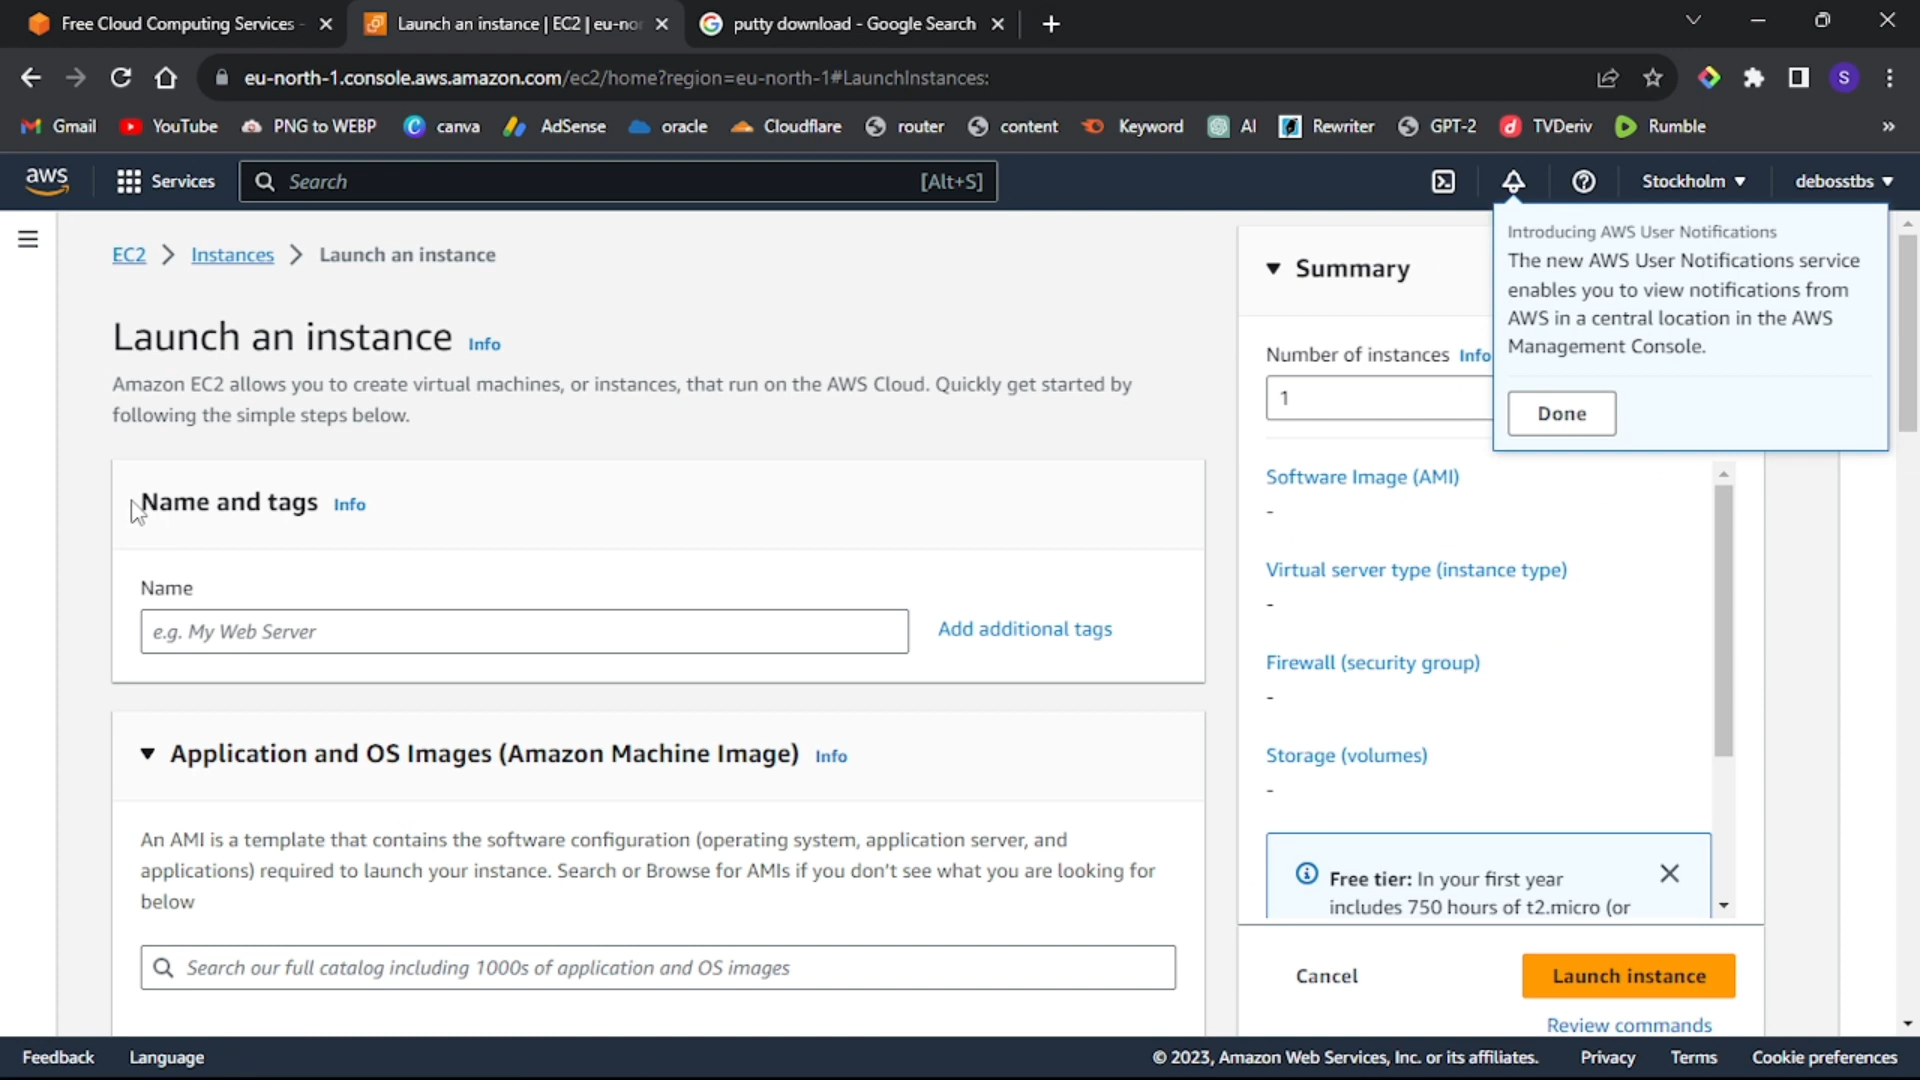 Free Cloud Computing Services -
Launch an instance | EC2 | eu-no
putty download - Google Search
eu-north-1.console.aws.amazon.com/ec2/home?region=eu-north-1#LaunchInstances:
S
Gmail YouTube PNG to WEBP canva AdSense oracle Cloudflare router content Keyword AI Rewriter GPT-2 TVDeriv Rumble »
aws Services Search [Alt+S] Stockholm debosstbs
EC2 Instances Launch an instance
Launch an instance Info
Amazon EC2 allows you to create virtual machines, or instances, that run on the AWS Cloud. Quickly get started by
following the simple steps below.
Name and tags Info
Name
e.g. My Web Server
Add additional tags
Application and OS Images (Amazon Machine Image) Info
An AMI is a template that contains the software configuration (operating system, application server, and
applications) required to launch your instance. Search or Browse for AMIs if you don't see what you are looking for
below
Search our full catalog including 1000s of application and OS images
Summary
Number of instances Info
1
Introducing AWS User Notifications
The new AWS User Notifications service
enables you to view notifications from
AWS in a central location in the AWS
Management Console.
Done
Software Image (AMI)
-
Virtual server type (instance type)
-
Firewall (security group)
-
Storage (volumes)
-
Free tier: In your first year
includes 750 hours of t2.micro (or
Cancel
Launch instance
Review commands
Feedback Language © 2023, Amazon Web Services, Inc. or its affiliates. Privacy Terms Cookie preferences